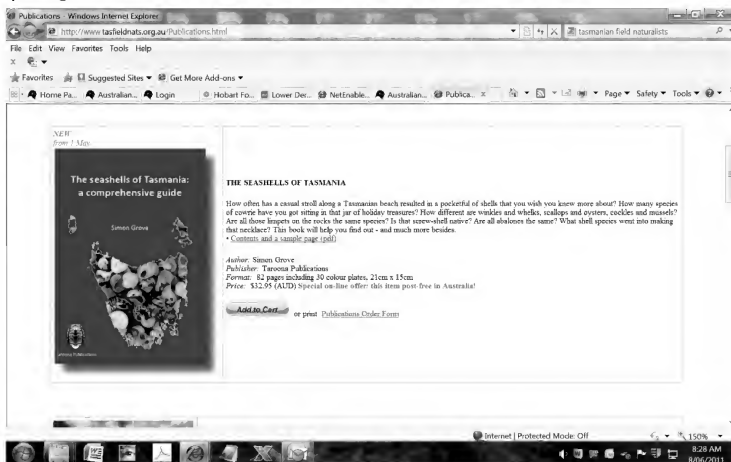 Publications - Windows Internet Explorer
http://www.tasfieldnats.org.au/Publications.html
tasmanian field naturalists
File Edit View Favorites Tools Help
x
Favorites Suggested Sites Get More Add-ons
Home Pa... Australian... Login Hobart Fo... Lower Der... NetEnable... Australian... Publica... x Page Safety Tools
NEW
from 1 May
The seashells of Tasmania:
a comprehensive guide
Simon Grove
Taroona Publications
THE SEASHELLS OF TASMANIA
How often has a casual stroll along a Tasmanian beach resulted in a pocketful of shells that you wish you knew more about? How many species
of cowrie have you got sitting in that jar of holiday treasures? How different are winkles and whelks, scallops and oysters, cockles and mussels?
Are all those limpets on the rocks the same species? Is that screw-shell native? Are all abalones the same? What shell species went into making
that necklace? This book will help you find out - and much more besides.
• Contents and a sample page (pdf)
Author: Simon Grove
Publisher: Taroona Publications
Format: 82 pages including 30 colour plates, 21cm x 15cm
Price: $32.95 (AUD) Special on-line offer: this item post-free in Australia!
Add to Cart or print Publications Order Form
Internet | Protected Mode: Off 150%
8:28 AM
8/06/2011